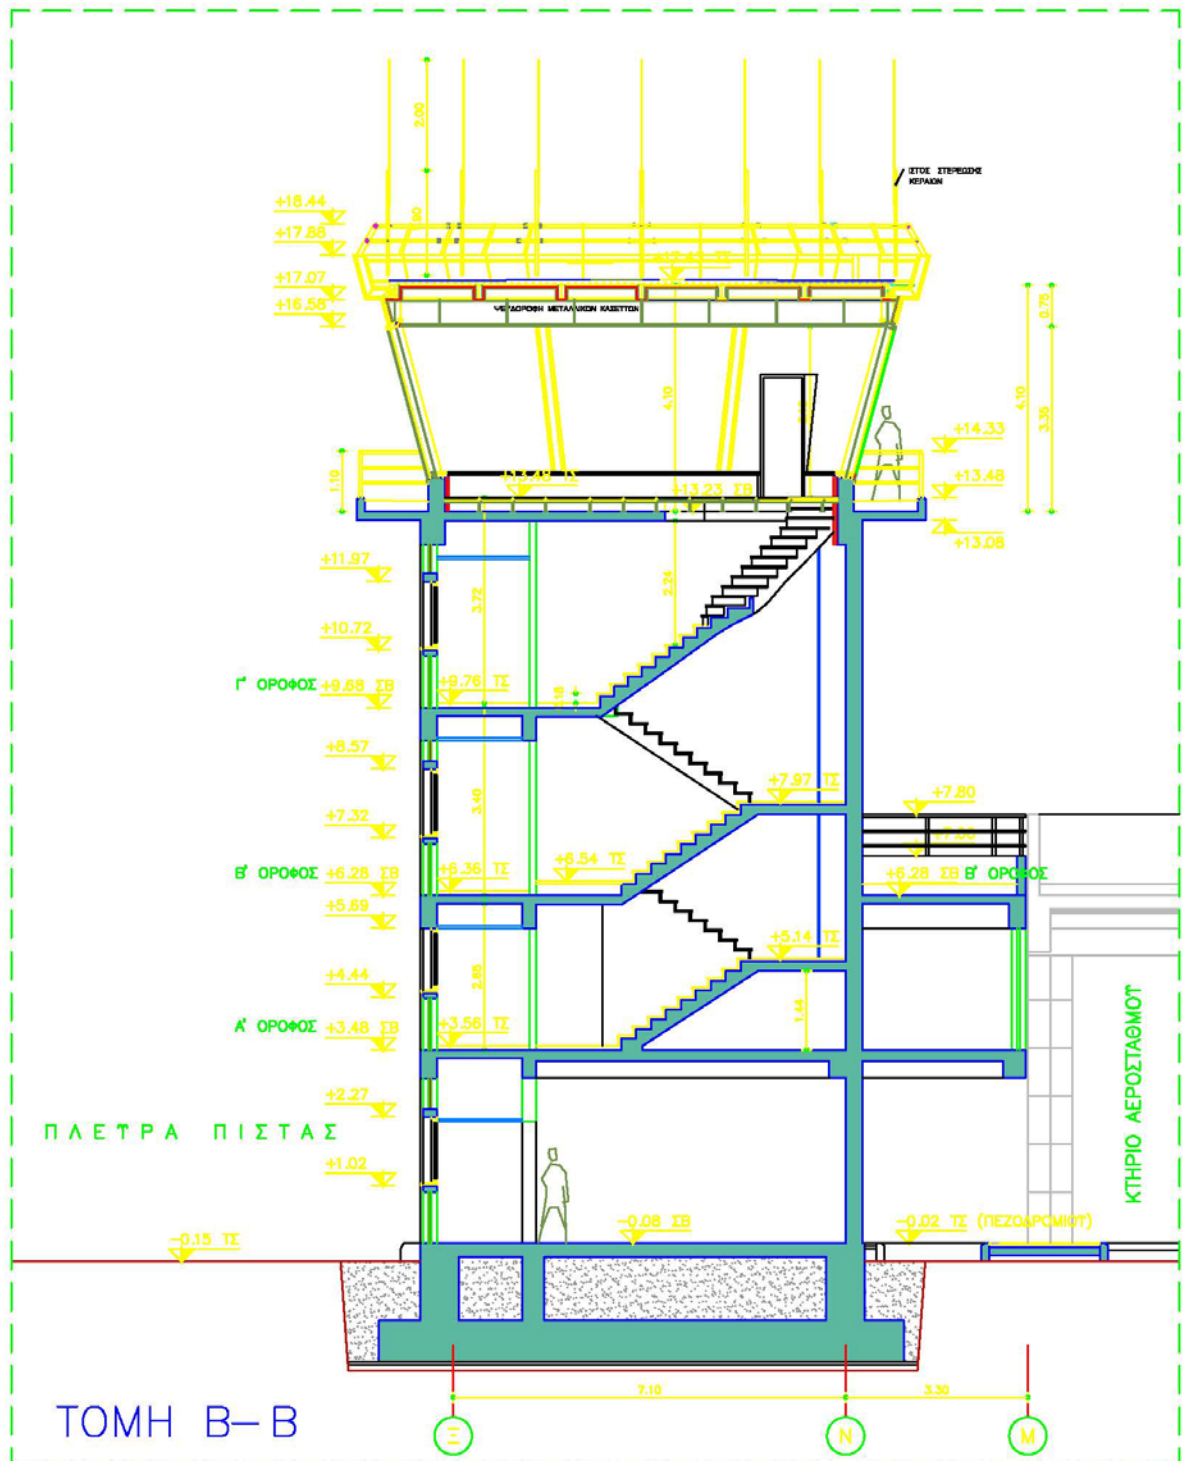 2.00
ΙΣΤΟΣ ΣΤΕΡΕΩΣΗΣ
ΚΕΡΑΙΩΝ
+18.44
.90
+17.88
+17.07
+16.58
ΜΕΤΑΛΛΙΚΩΝ ΚΑΣΕΤΤΩΝ
0.75
4.10
4.10
3.35
+14.33
1.10
+13.48 ΤΣ
+13.23 ΣΒ
+13.48
+13.08
+11.97
3.72
2.24
+10.72
Γ' ΟΡΟΦΟΣ
+9.68 ΣΒ
+9.76 ΤΣ
+8.57
+7.97 ΤΣ
+7.80
3.40
+7.32
Β' ΟΡΟΦΟΣ
+6.28 ΣΒ
+6.36 ΤΣ
+6.54 ΤΣ
+6.28 ΣΒ
Β' ΟΡΟΦΟΣ
+5.69
+5.14 ΤΣ
2.85
+4.44
1.44
Α' ΟΡΟΦΟΣ
+3.48 ΣΒ
+3.56 ΤΣ
ΚΤΗΡΙΟ ΑΕΡΟΣΤΑΘΜΟΥ
+2.27
ΠΛΕΥΡΑ ΠΙΣΤΑΣ
+1.02
-0.15 ΤΣ
-0.08 ΣΒ
-0.02 ΤΣ (ΠΕΖΟΔΡΟΜΙΟΥ)
7.10
3.30
ΤΟΜΗ Β-Β
Ξ
Ν
Μ